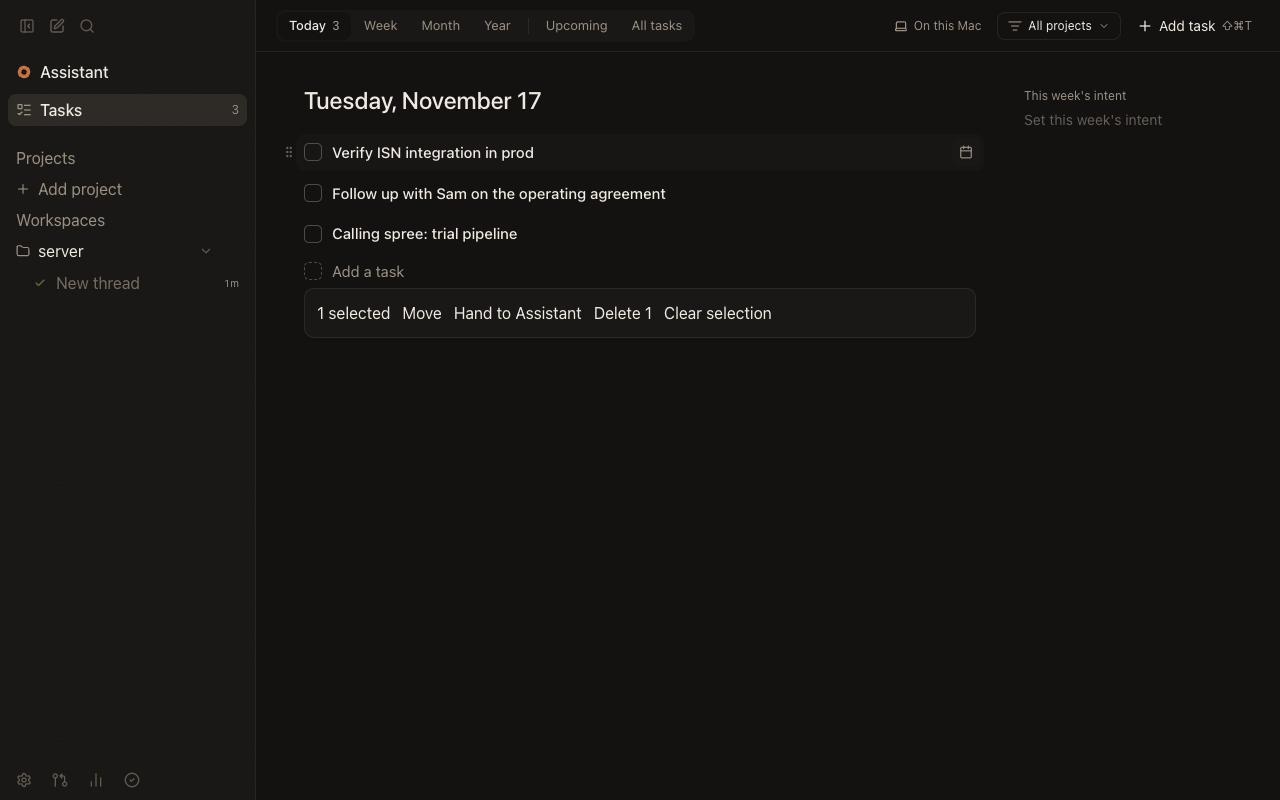 Assistant
Tasks 3
Projects
Add project
Workspaces
server
New thread 1m
Today 3 Week Month Year Upcoming All tasks
On this Mac All projects Add task ⇧⌘T
Tuesday, November 17
Verify ISN integration in prod
Follow up with Sam on the operating agreement
Calling spree: trial pipeline
Add a task
1 selected Move Hand to Assistant Delete 1 Clear selection
This week's intent
Set this week's intent